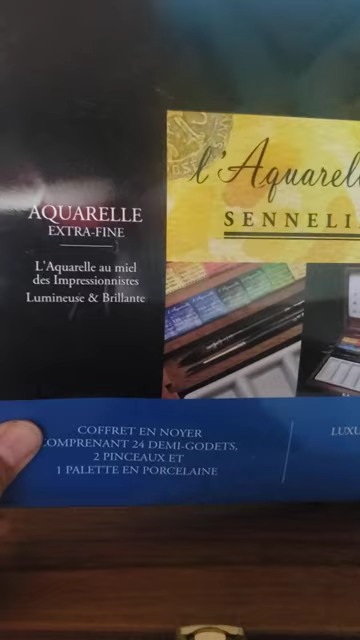 l'Aquarel
SENNELI
AQUARELLE
EXTRA-FINE
L'Aquarelle au miel
des Impressionnistes
Lumineuse & Brillante
COFFRET EN NOYER
COMPRENANT 24 DEMI-GODETS,
2 PINCEAUX ET
1 PALETTE EN PORCELAINE
LUXU